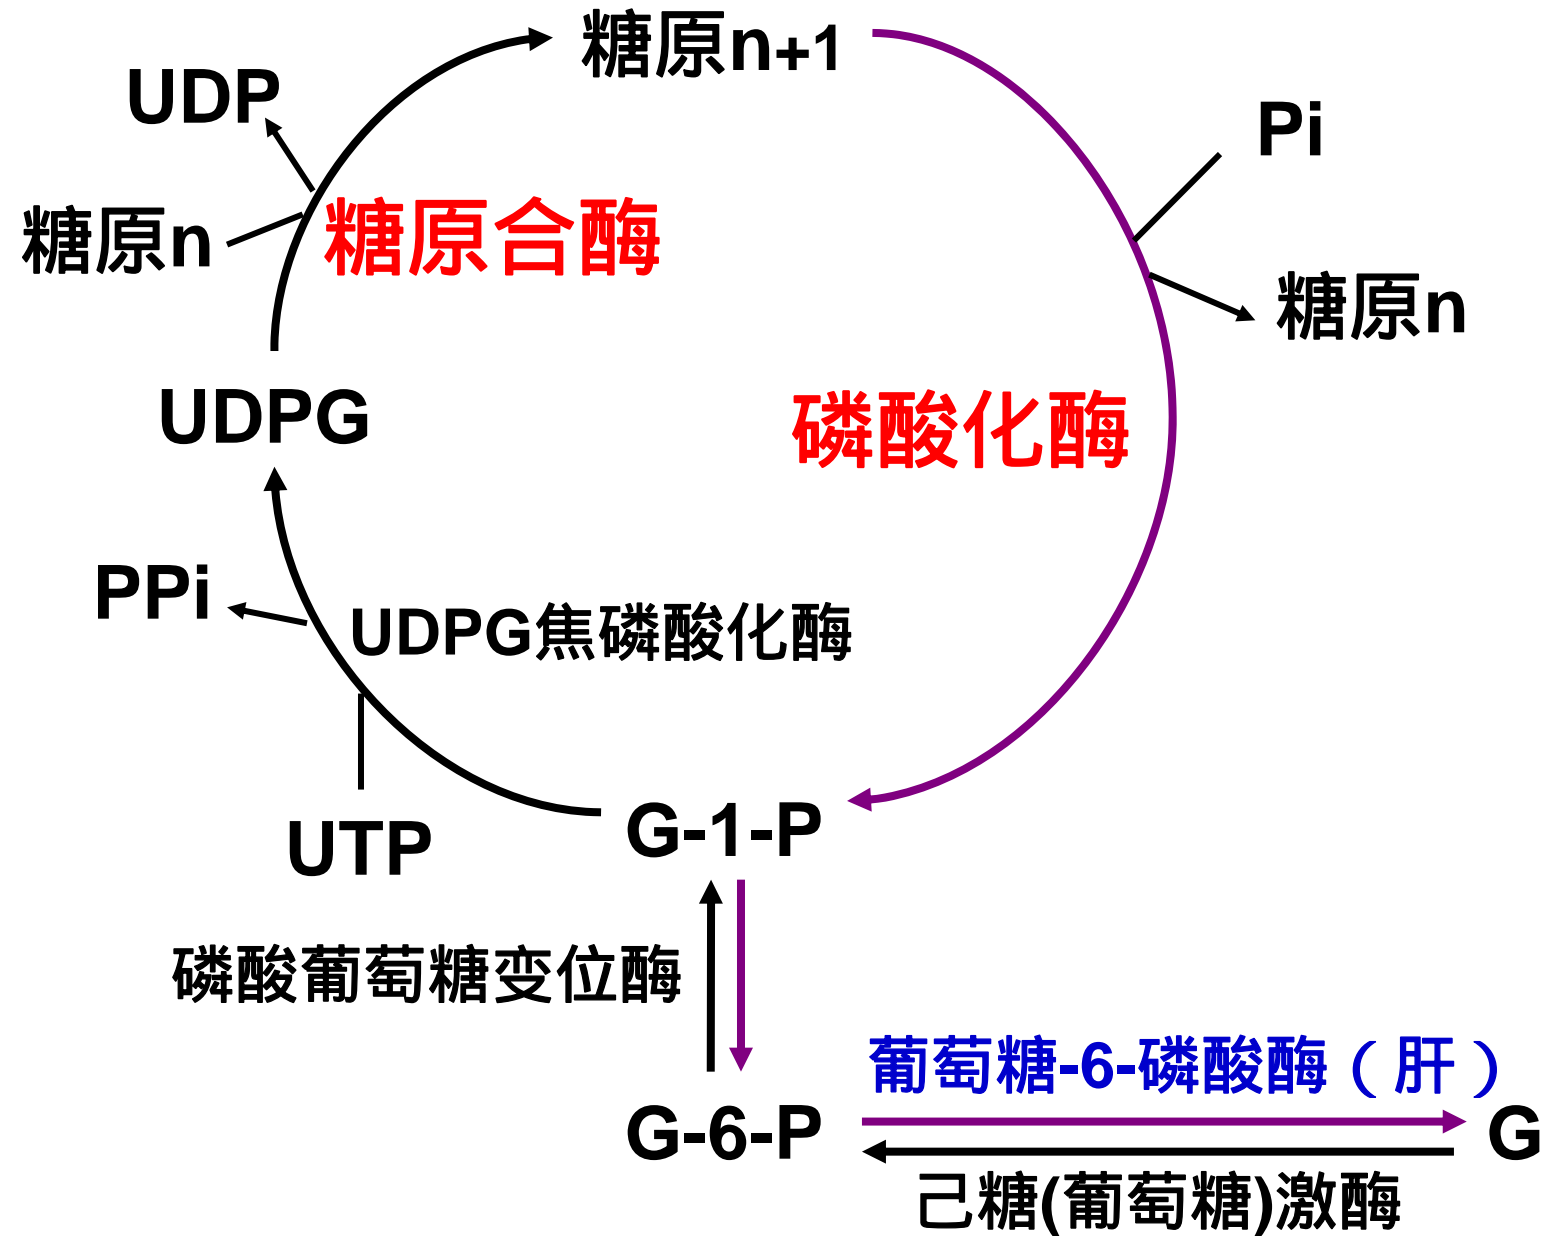 糖原n+1
UDP
Pi
糖原n
糖原合酶
糖原n
UDPG
磷酸化酶
PPi
UDPG焦磷酸化酶
G-1-P
UTP
磷酸葡萄糖变位酶
葡萄糖-6-磷酸酶（肝）
G-6-P
G
己糖(葡萄糖)激酶